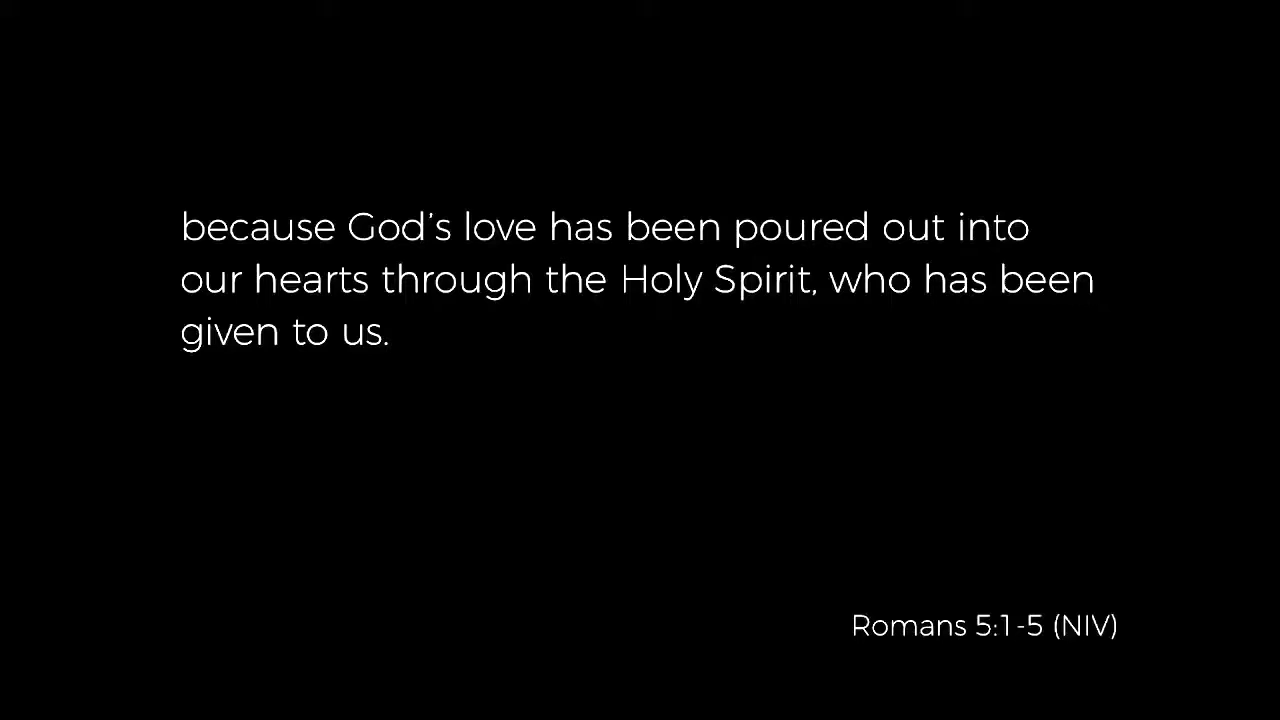 because God’s love has been poured out into
our hearts through the Holy Spirit, who has been
given to us.
Romans 5:1-5 (NIV)